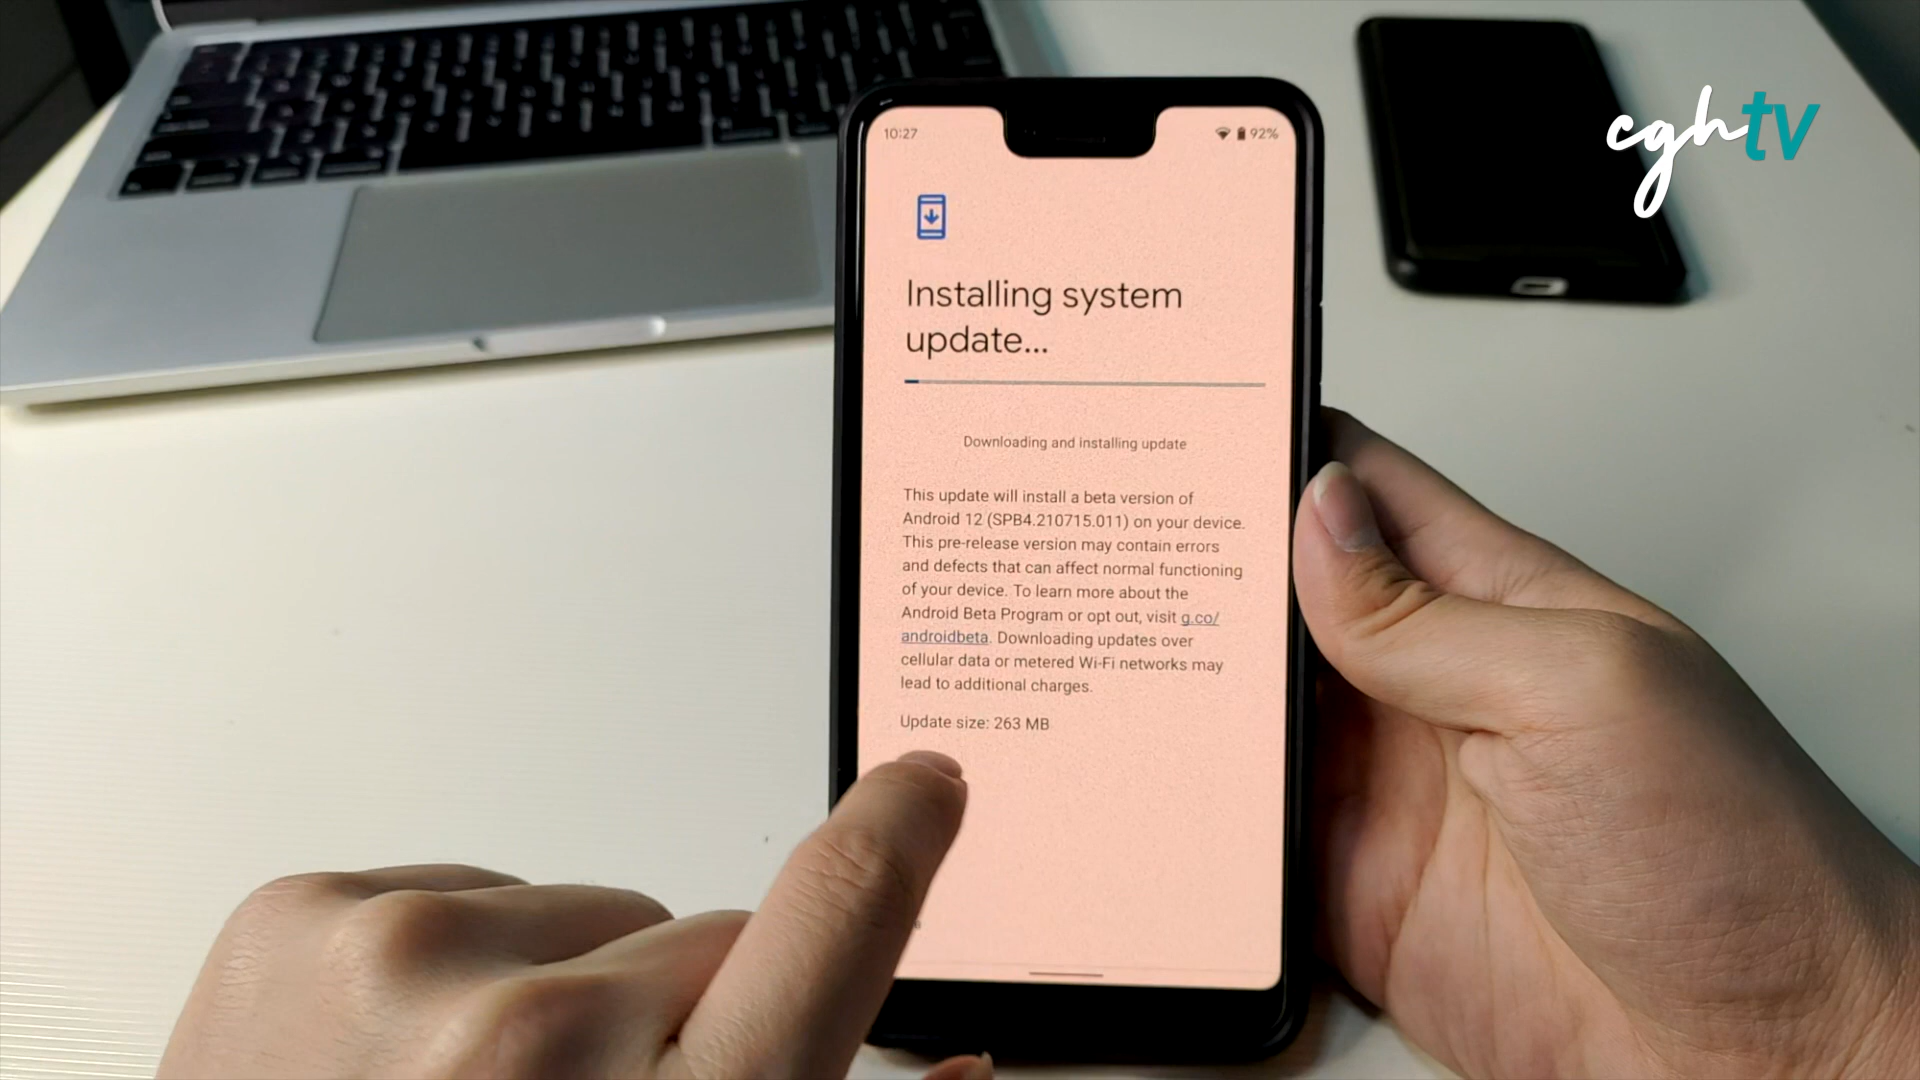 cghtv
10:27
92%
Installing system
update...
Downloading and installing update
This update will install a beta version of
Android 12 (SPB4.210715.011) on your device.
This pre-release version may contain errors
and defects that can affect normal functioning
of your device. To learn more about the
Android Beta Program or opt out, visit g.co/
androidbeta. Downloading updates over
cellular data or metered Wi-Fi networks may
lead to additional charges.
Update size: 263 MB